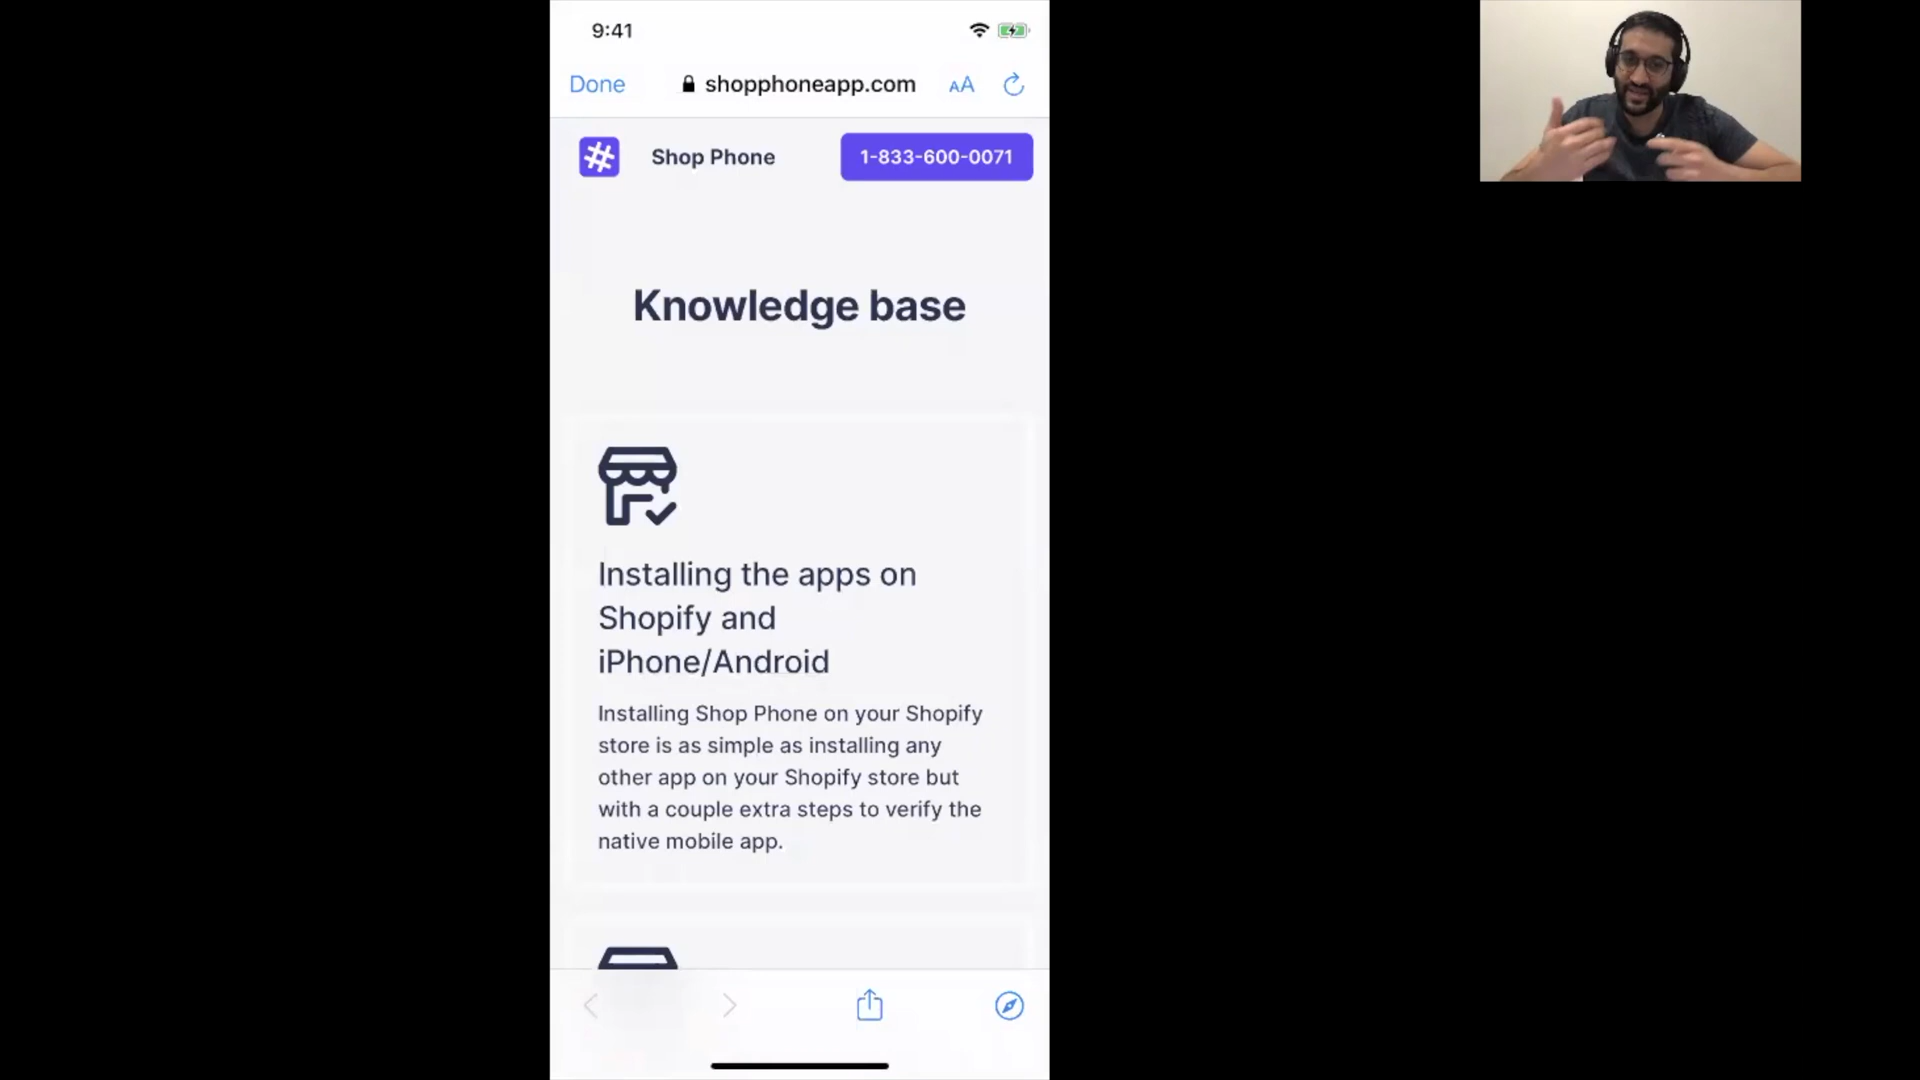 9:41
Done
shopphoneapp.com
AA
Shop Phone
1-833-600-0071
Knowledge base
Installing the apps on
Shopify and
iPhone/Android
Installing Shop Phone on your Shopify
store is as simple as installing any
other app on your Shopify store but
with a couple extra steps to verify the
native mobile app.